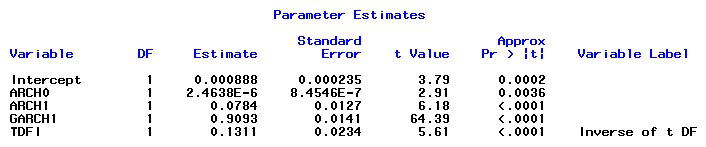 Parameter Estimates
Standard Approx
Variable DF Estimate Error t Value Pr > |t| Variable Label
Intercept 1 0.000888 0.000235 3.79 0.0002
ARCH0 1 2.4638E-6 8.4546E-7 2.91 0.0036
ARCH1 1 0.0784 0.0127 6.18 <.0001
GARCH1 1 0.9093 0.0141 64.39 <.0001
TDFI 1 0.1311 0.0234 5.61 <.0001 Inverse of t DF